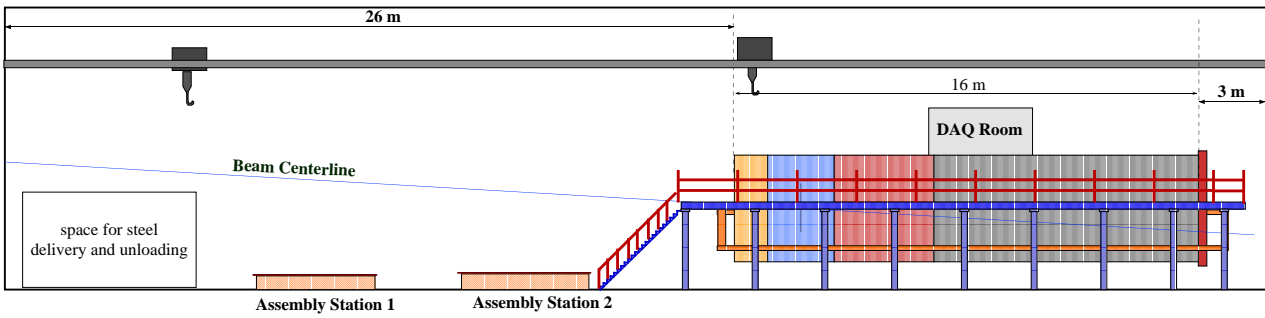 26 m
16 m
3 m
DAQ Room
Beam Centerline
space for steel
delivery and unloading
Assembly Station 1
Assembly Station 2